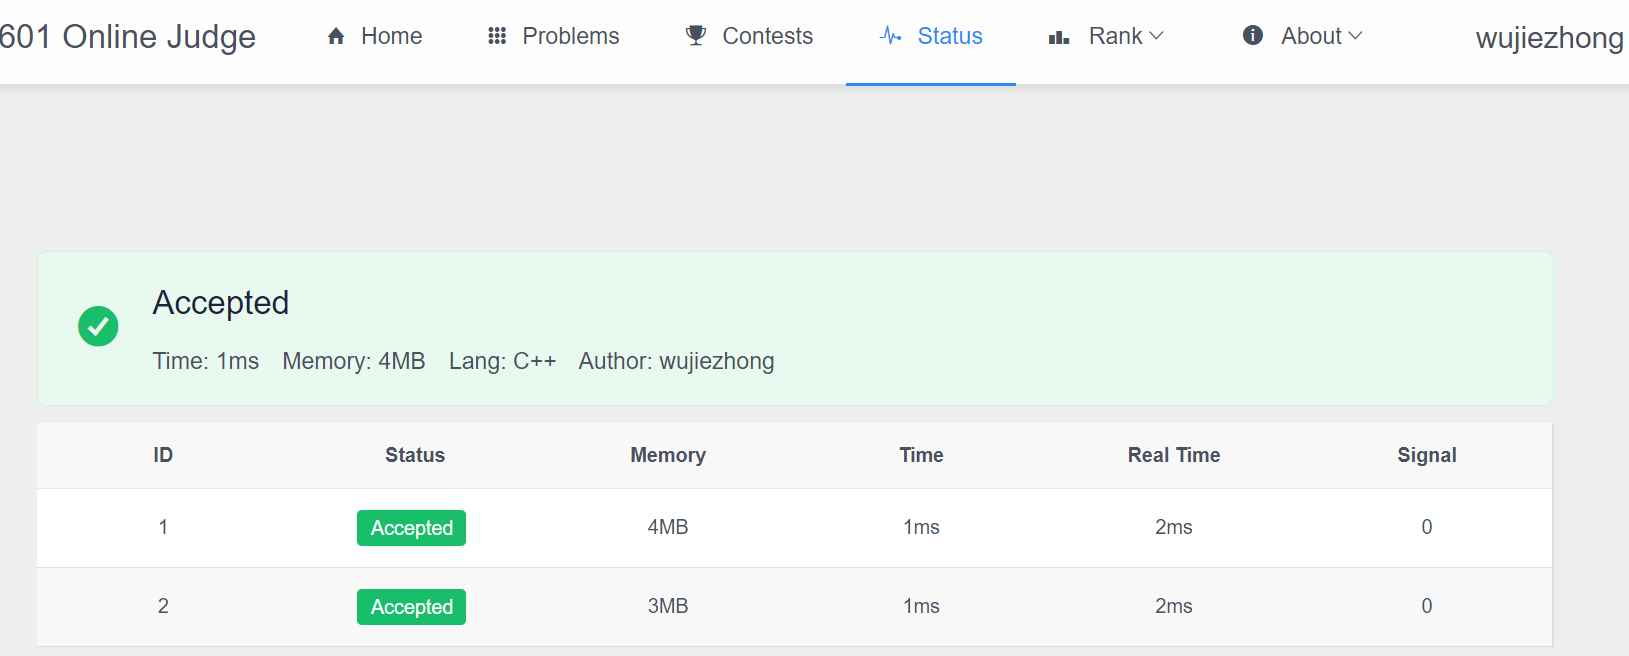 601 Online Judge Home Problems Contests Status Rank About wujiezhong
Accepted
Time: 1ms Memory: 4MB Lang: C++ Author: wujiezhong
ID Status Memory Time Real Time Signal
1 Accepted 4MB 1ms 2ms 0
2 Accepted 3MB 1ms 2ms 0